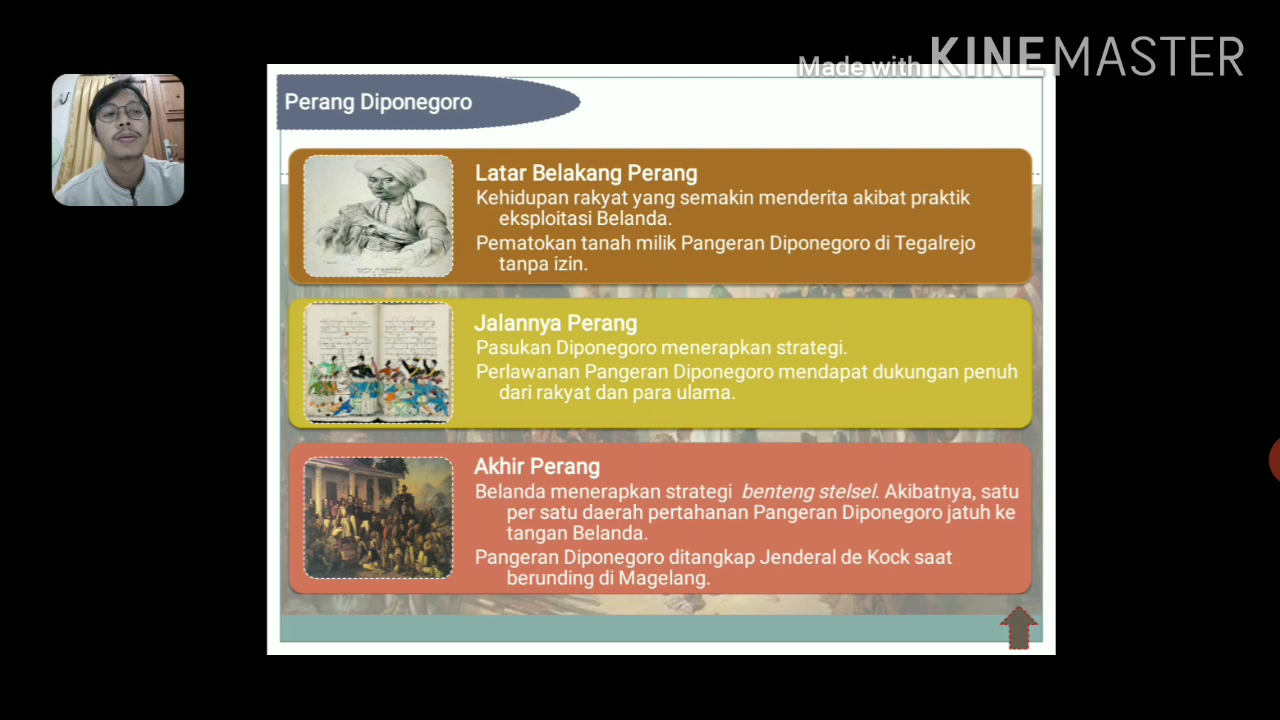 Made with KINEMASTER
Perang Diponegoro
Latar Belakang Perang
Kehidupan rakyat yang semakin menderita akibat praktik
eksploitasi Belanda.
Pematokan tanah milik Pangeran Diponegoro di Tegalrejo
tanpa izin.
Jalannya Perang
Pasukan Diponegoro menerapkan strategi.
Perlawanan Pangeran Diponegoro mendapat dukungan penuh
dari rakyat dan para ulama.
Akhir Perang
Belanda menerapkan strategi benteng stelsel. Akibatnya, satu
per satu daerah pertahanan Pangeran Diponegoro jatuh ke
tangan Belanda.
Pangeran Diponegoro ditangkap Jenderal de Kock saat
berunding di Magelang.